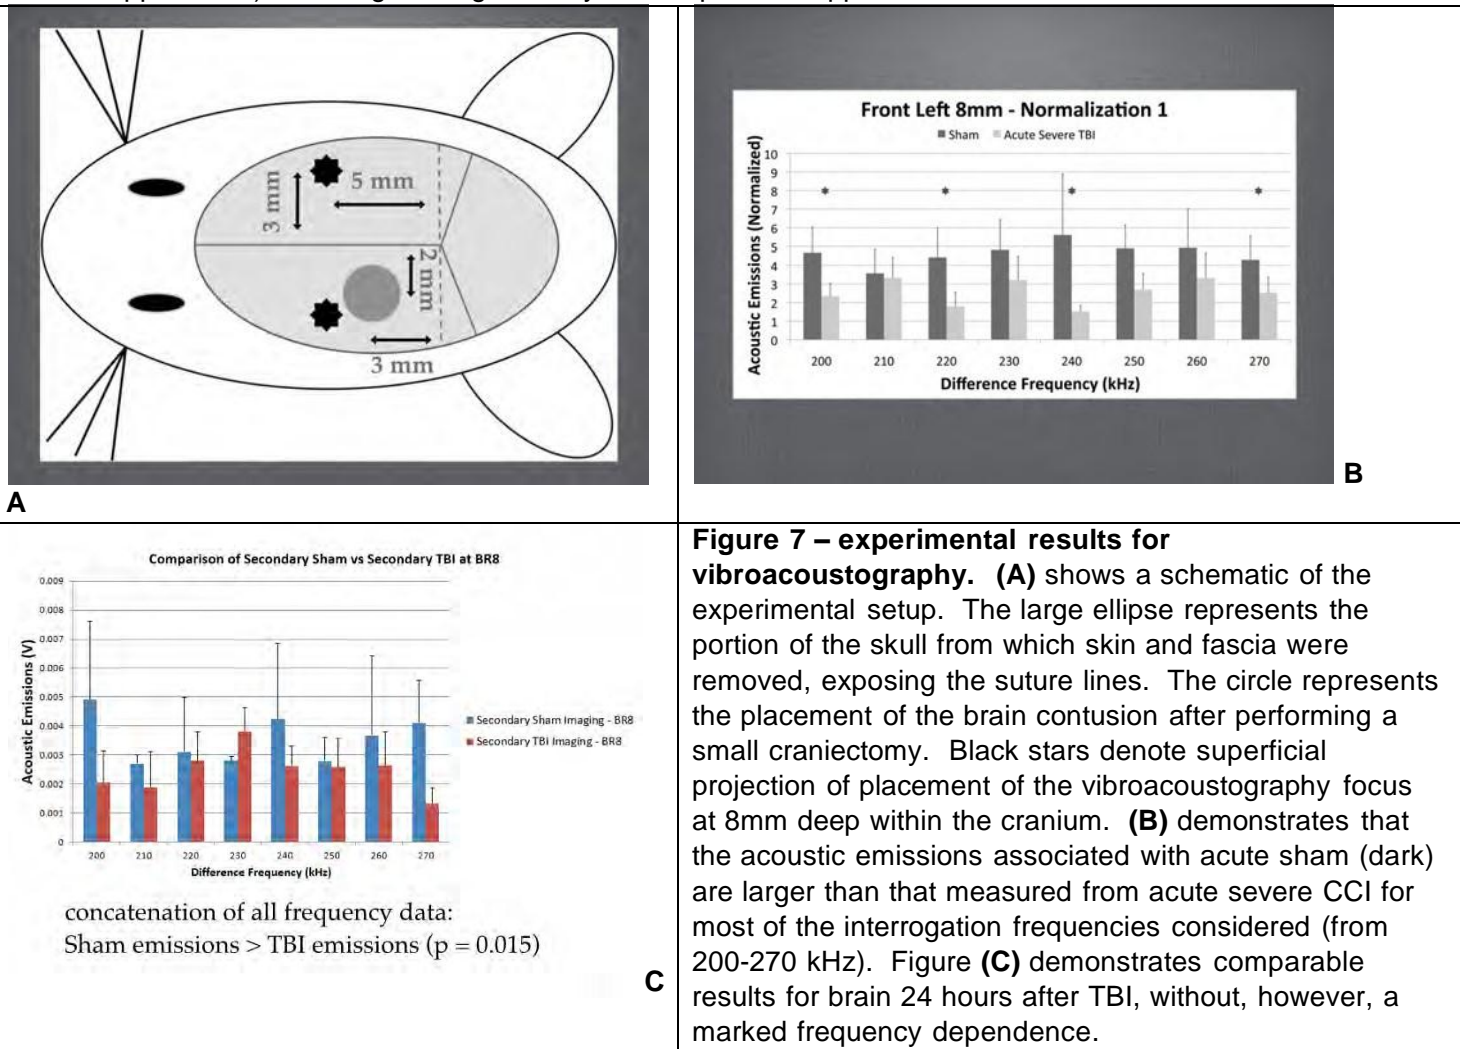 3 mm
5 mm
2 mm
3 mm
A
Front Left 8mm - Normalization 1
Sham Acute Severe TBI
Acoustic Emissions (Normalized)
10
9
8
7
6
5
4
3
2
1
0
* * * *
200 210 220 230 240 250 260 270
Difference Frequency (kHz)
B
Comparison of Secondary Sham vs Secondary TBI at BR8
Acoustic Emissions (V)
0.009
0.008
0.007
0.006
0.005
0.004
0.003
0.002
0.001
0
200 210 220 230 240 250 260 270
Difference Frequency (kHz)
Secondary Sham Imaging - BR8
Secondary TBI Imaging - BR8
concatenation of all frequency data:
Sham emissions > TBI emissions (p = 0.015)
C
Figure 7 – experimental results for
vibroacoustography. (A) shows a schematic of the
experimental setup. The large ellipse represents the
portion of the skull from which skin and fascia were
removed, exposing the suture lines. The circle represents
the placement of the brain contusion after performing a
small craniectomy. Black stars denote superficial
projection of placement of the vibroacoustography focus
at 8mm deep within the cranium. (B) demonstrates that
the acoustic emissions associated with acute sham (dark)
are larger than that measured from acute severe CCI for
most of the interrogation frequencies considered (from
200-270 kHz). Figure (C) demonstrates comparable
results for brain 24 hours after TBI, without, however, a
marked frequency dependence.